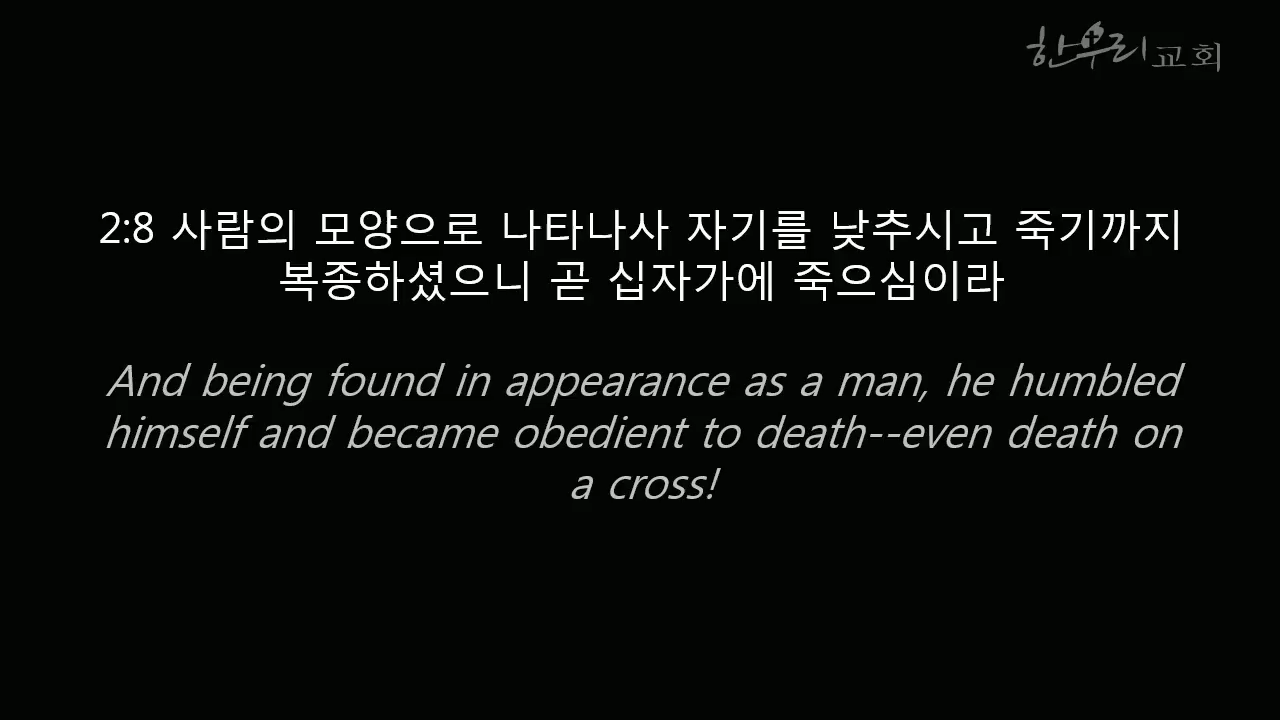 한우리교회
2:8 사람의 모양으로 나타나사 자기를 낮추시고 죽기까지
복종하셨으니 곧 십자가에 죽으심이라
And being found in appearance as a man, he humbled
himself and became obedient to death--even death on
a cross!